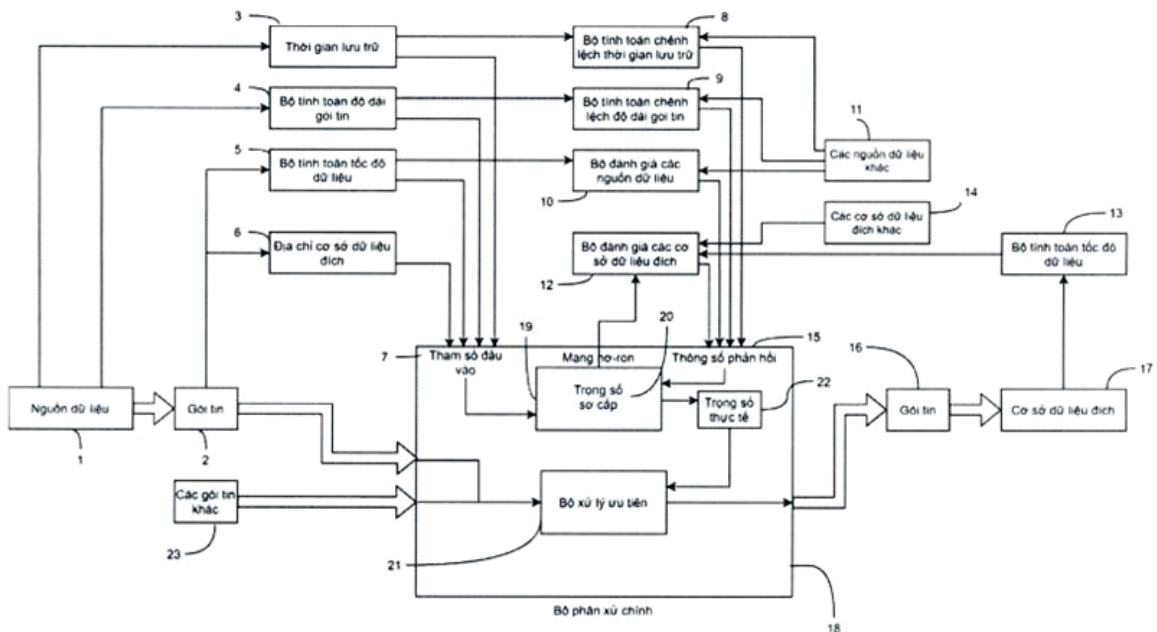 3
Thời gian lưu trữ
8
Bộ tính toán chênh
lệch thời gian lưu trữ
4
Bộ tính toán độ dài
gói tin
9
Bộ tính toán chênh
lệch độ dài gói tin
11
Các nguồn dữ liệu
khác
5
Bộ tính toán tốc độ
dữ liệu
Bộ đánh giá các
nguồn dữ liệu
10
14
Các cơ sở dữ liệu
đích khác
13
6
Địa chỉ cơ sở dữ liệu
đích
Bộ đánh giá các cơ
sở dữ liệu đích
12
Bộ tính toán tốc độ
dữ liệu
7
Tham số đầu
vào
19
Mạng nơ-ron
20
Thông số phản hồi
15
Trọng số
sơ cấp
22
Trọng số
thực tế
16
17
Nguồn dữ liệu
1
Gói tin
2
Gói tin
Cơ sở dữ liệu đích
Các gói tin
khác
23
Bộ xử lý ưu tiên
21
Bộ phân xử chính
18